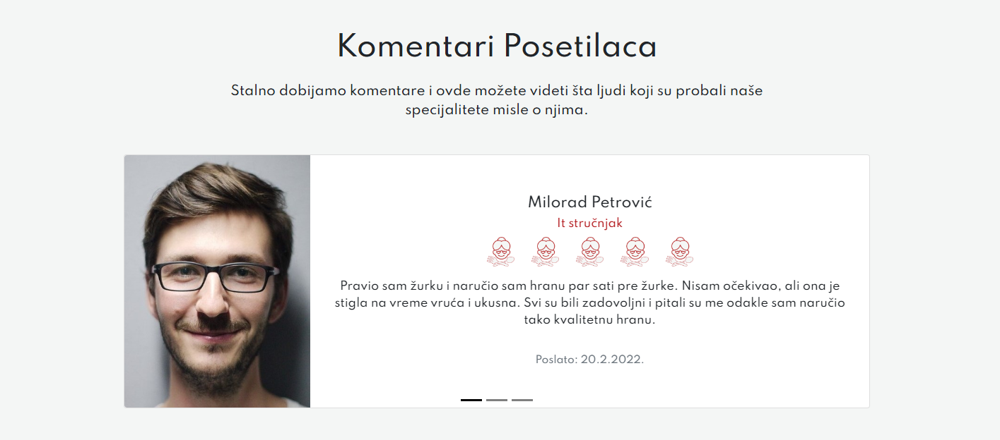 Komentari Posetilaca
Stalno dobijamo komentare i ovde možete videti šta ljudi koji su probali naše
specijalitete misle o njima.
Milorad Petrović
It stručnjak
Pravio sam žurku i naručio sam hranu par sati pre žurke. Nisam očekivao, ali ona je
stigla na vreme vruća i ukusna. Svi su bili zadovoljni i pitali su me odakle sam naručio
tako kvalitetnu hranu.
Poslato: 20.2.2022.